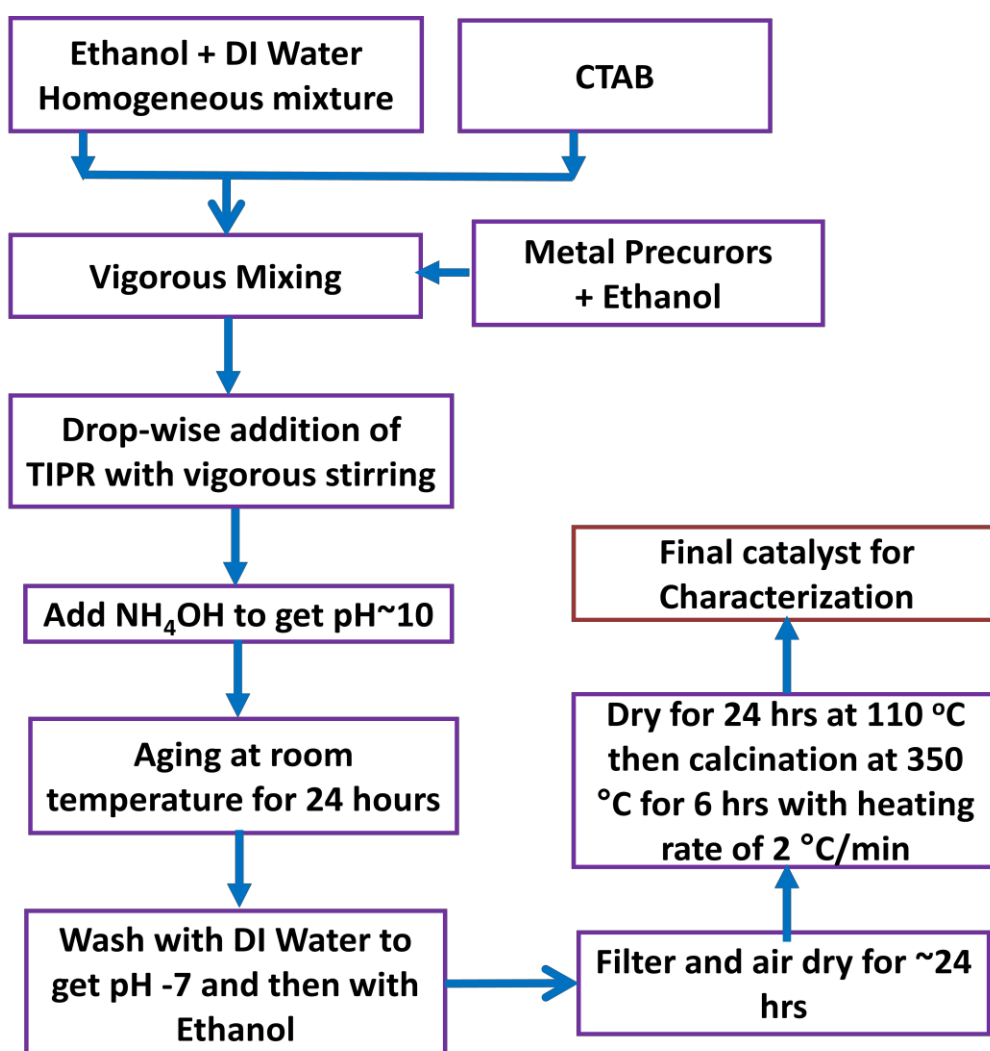 Ethanol + DI Water
Homogeneous mixture
CTAB
Vigorous Mixing
Metal Precurors
+ Ethanol
Drop-wise addition of
TIPR with vigorous stirring
Add NH₄OH to get pH~10
Aging at room
temperature for 24 hours
Wash with DI Water to
get pH -7 and then with
Ethanol
Filter and air dry for ~24
hrs
Dry for 24 hrs at 110 ᵒC
then calcination at 350
°C for 6 hrs with heating
rate of 2 °C/min
Final catalyst for
Characterization